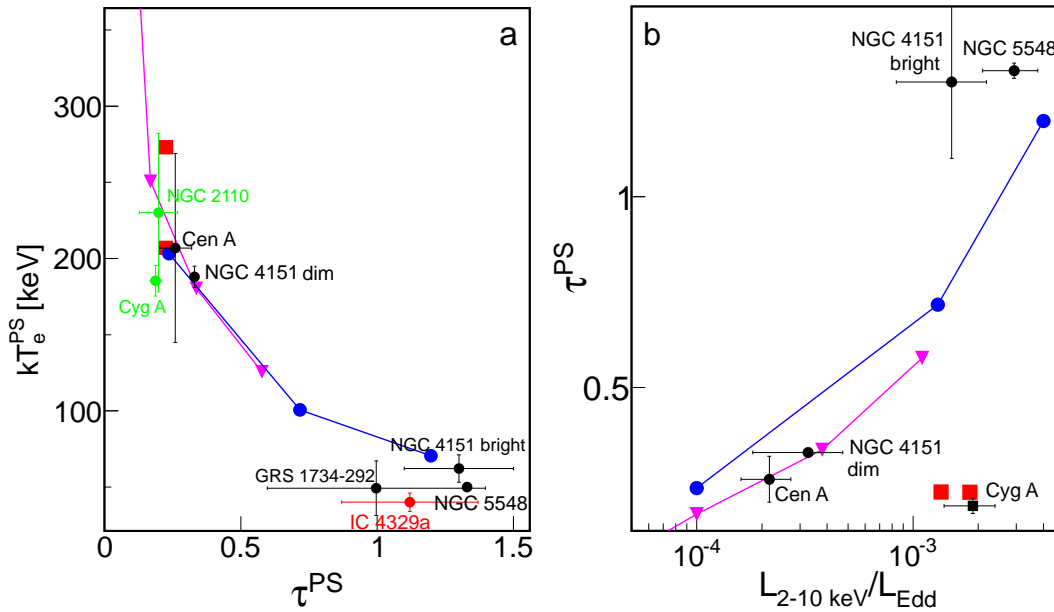 a
kT_e^PS [keV]
300
200
100
0
0
0.5
1
1.5
τ^PS
NGC 2110
Cen A
NGC 4151 dim
Cyg A
NGC 4151 bright
GRS 1734-292
NGC 5548
IC 4329a
b
τ^PS
1
0.5
10^-4
10^-3
L_2-10 keV/L_Edd
NGC 4151
bright
NGC 5548
NGC 4151
dim
Cen A
Cyg A